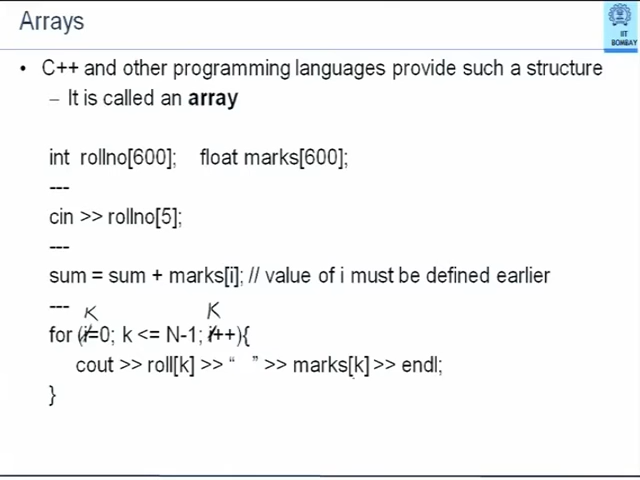 Arrays
IIT
BOMBAY
• C++ and other programming languages provide such a structure
– It is called an array
int rollno[600]; float marks[600];
---
cin >> rollno[5];
---
sum = sum + marks[i]; // value of i must be defined earlier
---
K K
for (i=0; k <= N-1; i++){
cout >> roll[k] >> “ ” >> marks[k] >> endl;
}